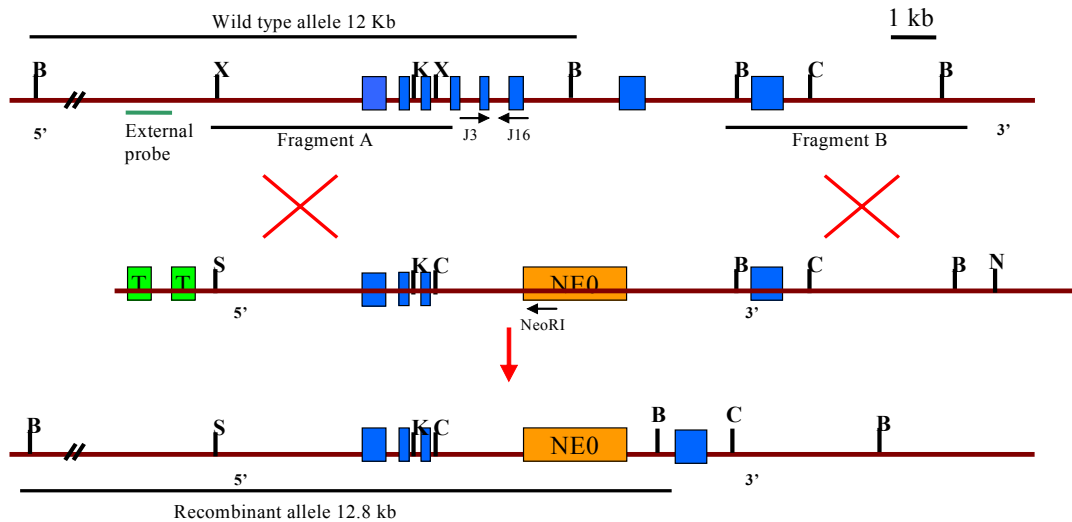 Wild type allele 12 Kb
1 kb
B X K X B B C B
5’ External probe Fragment A J3 J16 Fragment B 3’
T T S K C NE0 B C B N
5’ NeoRI 3’
B S K C NE0 B C B
5’ 3’
Recombinant allele 12.8 kb